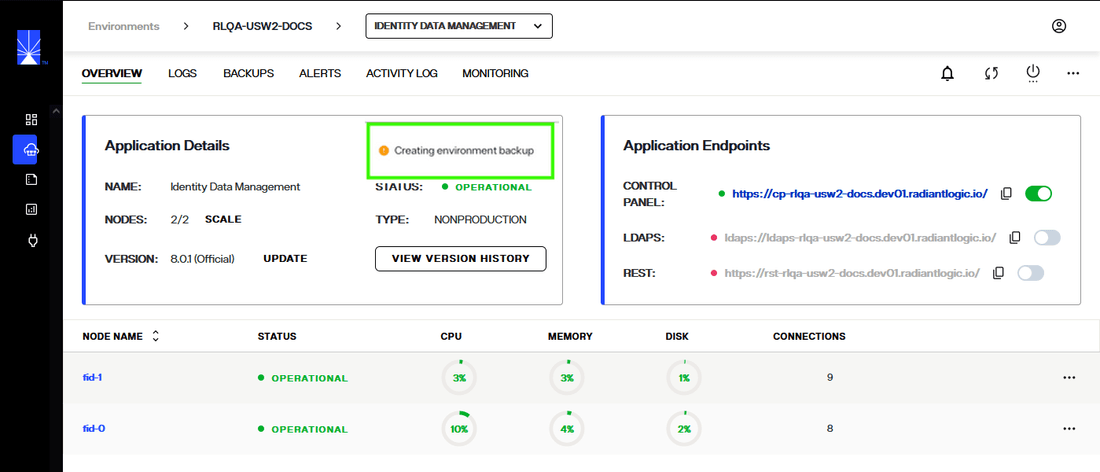 Environments > RLQA-USW2-DOCS > IDENTITY DATA MANAGEMENT
TM
OVERVIEW LOGS BACKUPS ALERTS ACTIVITY LOG MONITORING
Application Details
Creating environment backup
NAME: Identity Data Management STATUS: OPERATIONAL
NODES: 2/2 SCALE TYPE: NONPRODUCTION
VERSION: 8.0.1 (Official) UPDATE VIEW VERSION HISTORY
Application Endpoints
CONTROL
PANEL: https://cp-rlqa-usw2-docs.dev01.radiantlogic.io/
LDAPS: ldaps://ldaps-rlqa-usw2-docs.dev01.radiantlogic.io/
REST: https://rst-rlqa-usw2-docs.dev01.radiantlogic.io/
NODE NAME STATUS CPU MEMORY DISK CONNECTIONS
fid-1 OPERATIONAL 3% 3% 1% 9
fid-0 OPERATIONAL 10% 4% 2% 8